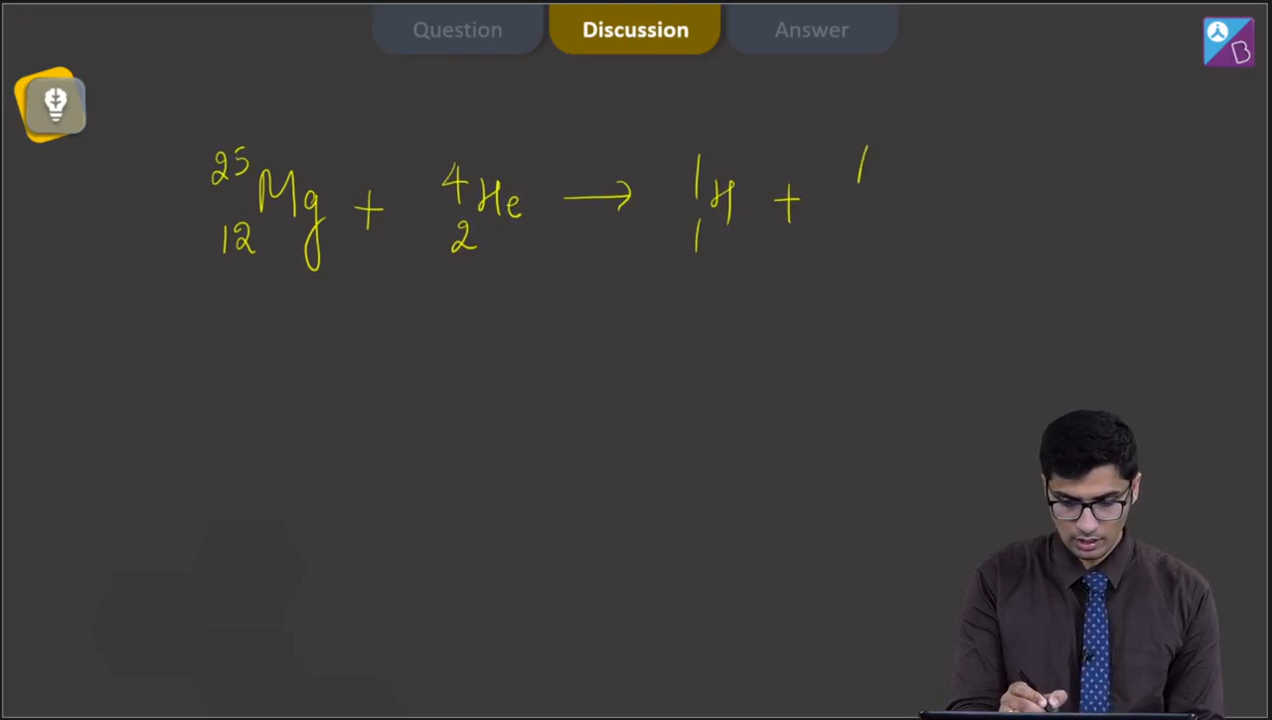 Question Discussion Answer
²⁵₁₂Mg + ⁴₂He → ¹₁H + ¹